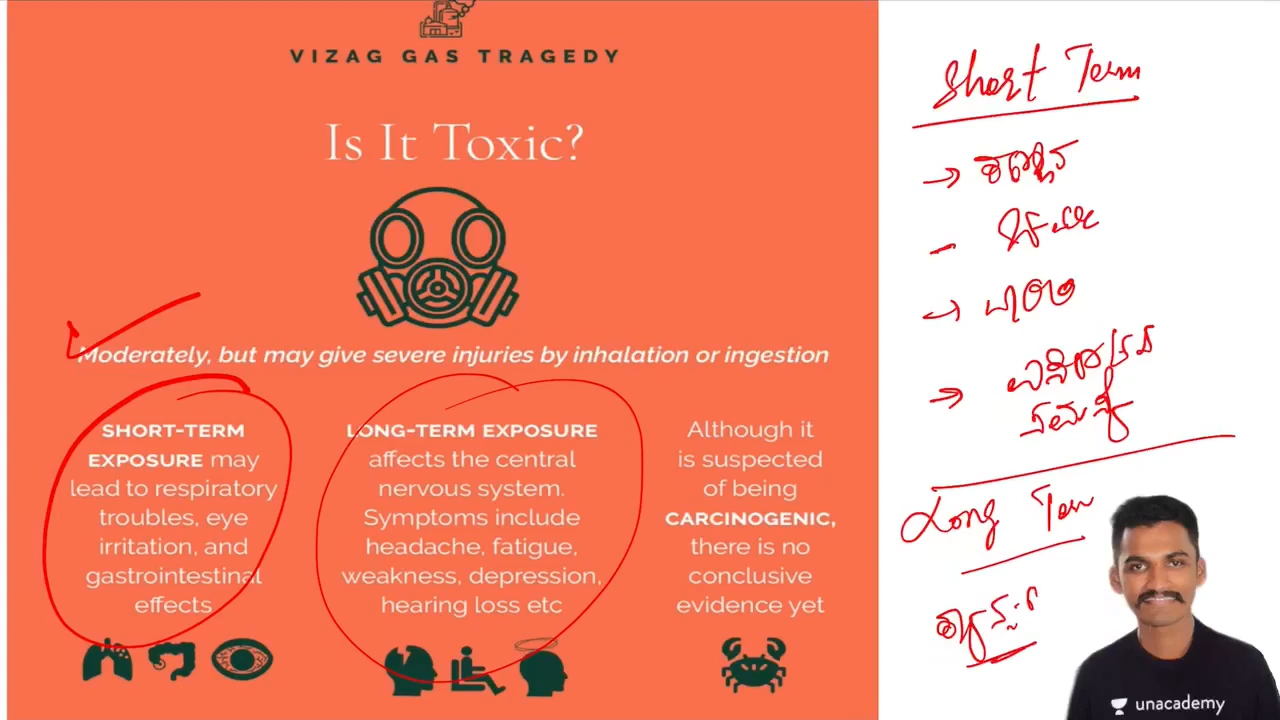 VIZAG GAS TRAGEDY
Is It Toxic?
Moderately, but may give severe injuries by inhalation or ingestion
SHORT-TERM
EXPOSURE may
lead to respiratory
troubles, eye
irritation, and
gastrointestinal
effects
LONG-TERM EXPOSURE
affects the central
nervous system.
Symptoms include
headache, fatigue,
weakness, depression,
hearing loss etc
Although it
is suspected
of being
CARCINOGENIC,
there is no
conclusive
evidence yet
Short Term
Long Term
unacademy